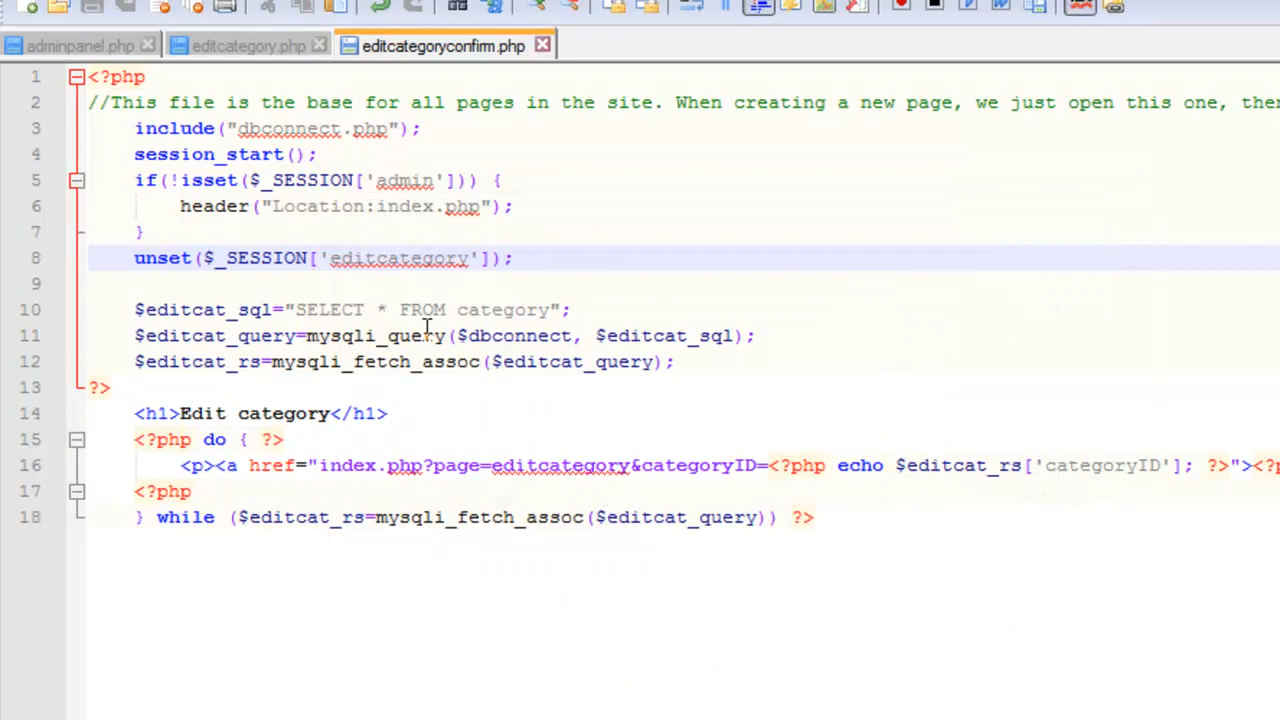 adminpanel.php editcategory.php editcategoryconfirm.php
1 <?php
2 //This file is the base for all pages in the site. When creating a new page, we just open this one,
3 include("dbconnect.php");
4 session_start();
5 if(!isset($_SESSION['admin'])) {
6 header("Location:index.php");
7 }
8 unset($_SESSION['editcategory']);
9
10 $editcat_sql="SELECT * FROM category";
11 $editcat_query=mysqli_query($dbconnect, $editcat_sql);
12 $editcat_rs=mysqli_fetch_assoc($editcat_query);
13 ?>
14 <h1>Edit category</h1>
15 <?php do { ?>
16 <p><a href="index.php?page=editcategory&categoryID=<?php echo $editcat_rs['categoryID']; ?>"><?
17 <?php
18 } while ($editcat_rs=mysqli_fetch_assoc($editcat_query)) ?>